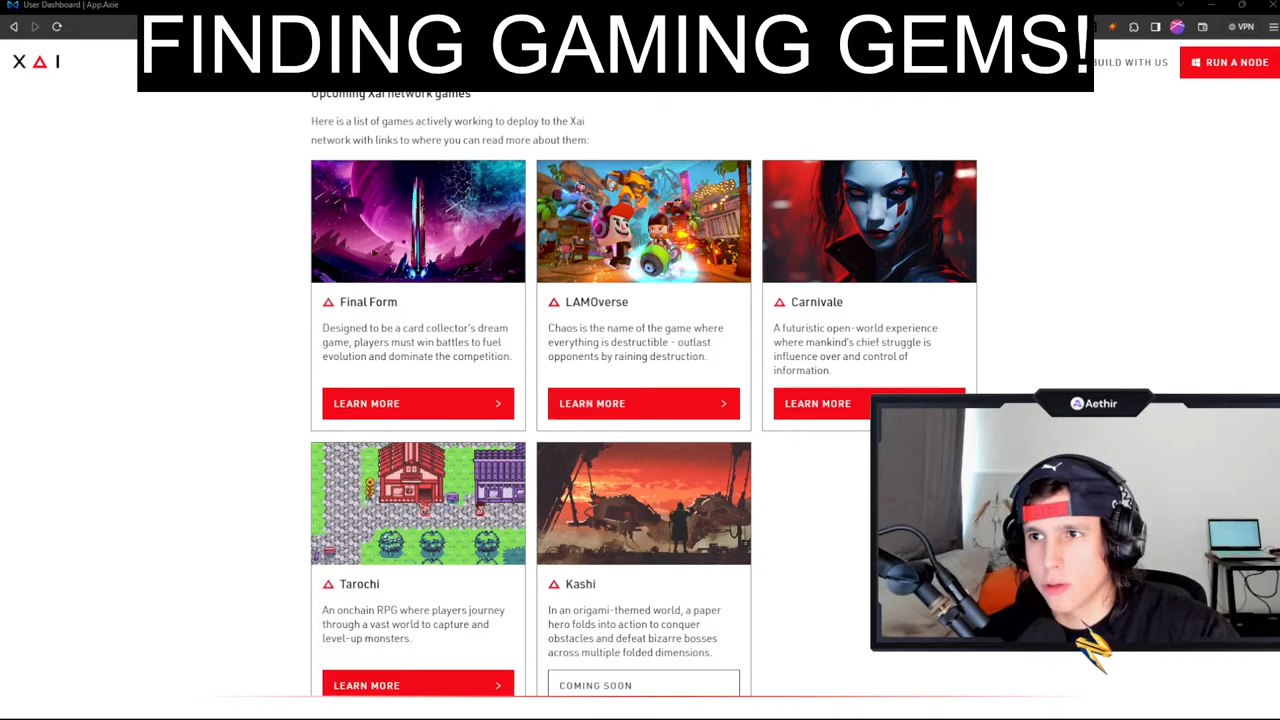 User Dashboard | App.Axie
VPN
FINDING GAMING GEMS!
XAI
BUILD WITH US
RUN A NODE
Upcoming Xai network games
Here is a list of games actively working to deploy to the Xai
network with links to where you can read more about them:
Final Form
Designed to be a card collector's dream
game, players must win battles to fuel
evolution and dominate the competition.
LEARN MORE
LAMOverse
Chaos is the name of the game where
everything is destructible - outlast
opponents by raining destruction.
LEARN MORE
Carnivale
A futuristic open-world experience
where mankind's chief struggle is
influence over and control of
information.
LEARN MORE
Aethir
Tarochi
An onchain RPG where players journey
through a vast world to capture and
level-up monsters.
LEARN MORE
Kashi
In an origami-themed world, a paper
hero folds into action to conquer
obstacles and defeat bizarre bosses
across multiple folded dimensions.
COMING SOON